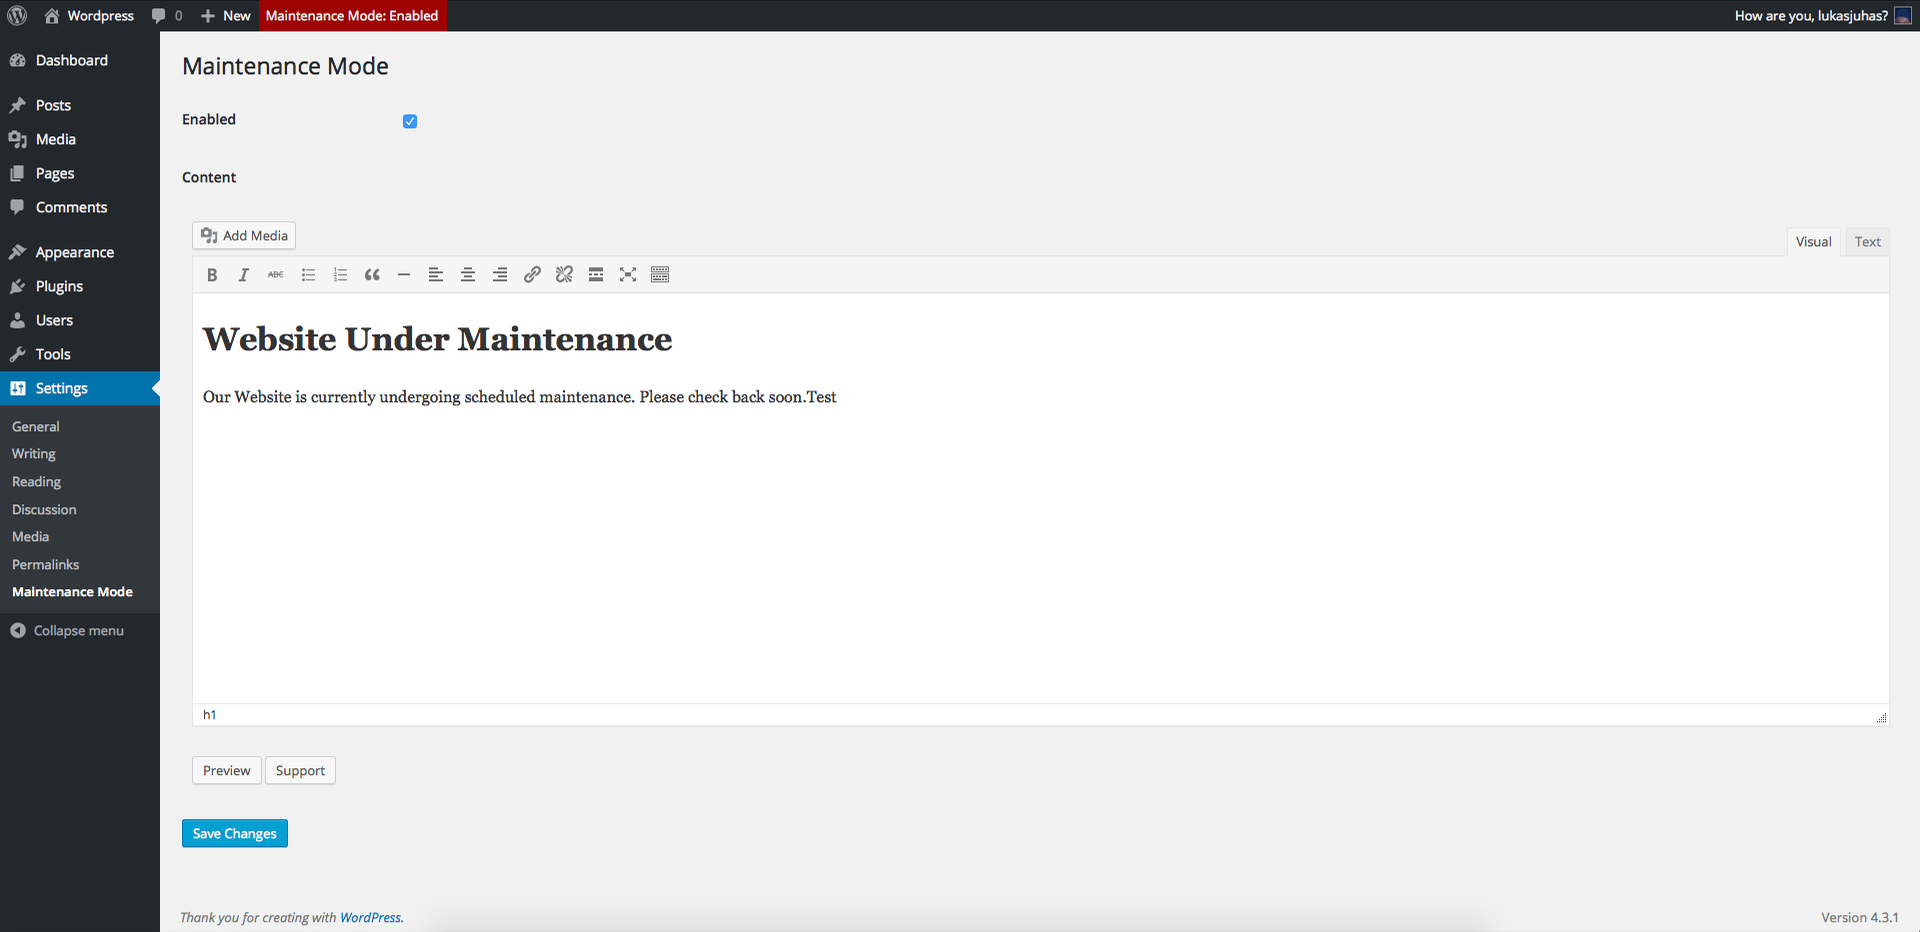 Wordpress 0 New Maintenance Mode: Enabled How are you, lukasjuhas?
Dashboard
Posts
Media
Pages
Comments
Appearance
Plugins
Users
Tools
Settings
General
Writing
Reading
Discussion
Media
Permalinks
Maintenance Mode
Collapse menu
Maintenance Mode
Enabled
Content
Add Media
Visual Text
B I ABC
Website Under Maintenance
Our Website is currently undergoing scheduled maintenance. Please check back soon.Test
h1
Preview Support
Save Changes
Thank you for creating with WordPress. Version 4.3.1